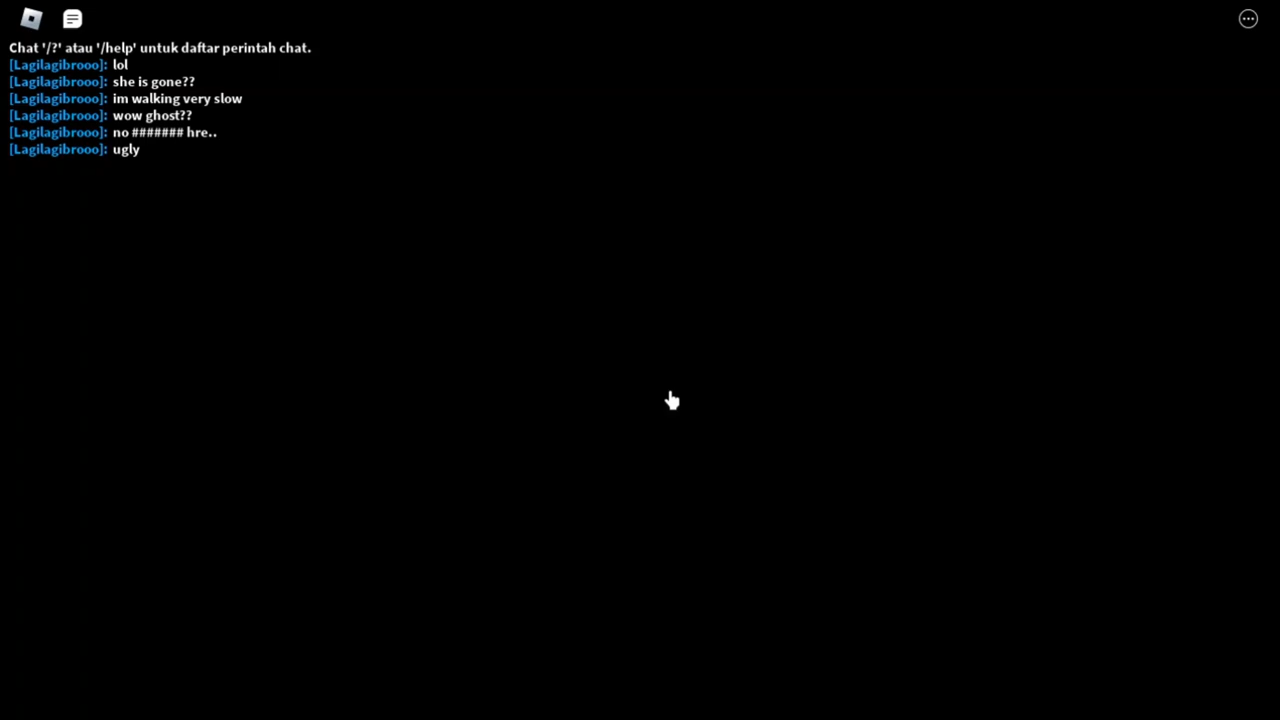 Chat '/?' atau '/help' untuk daftar perintah chat.
[Lagilagibrooo]: lol
[Lagilagibrooo]: she is gone??
[Lagilagibrooo]: im walking very slow
[Lagilagibrooo]: wow ghost??
[Lagilagibrooo]: no ####### hre..
[Lagilagibrooo]: ugly